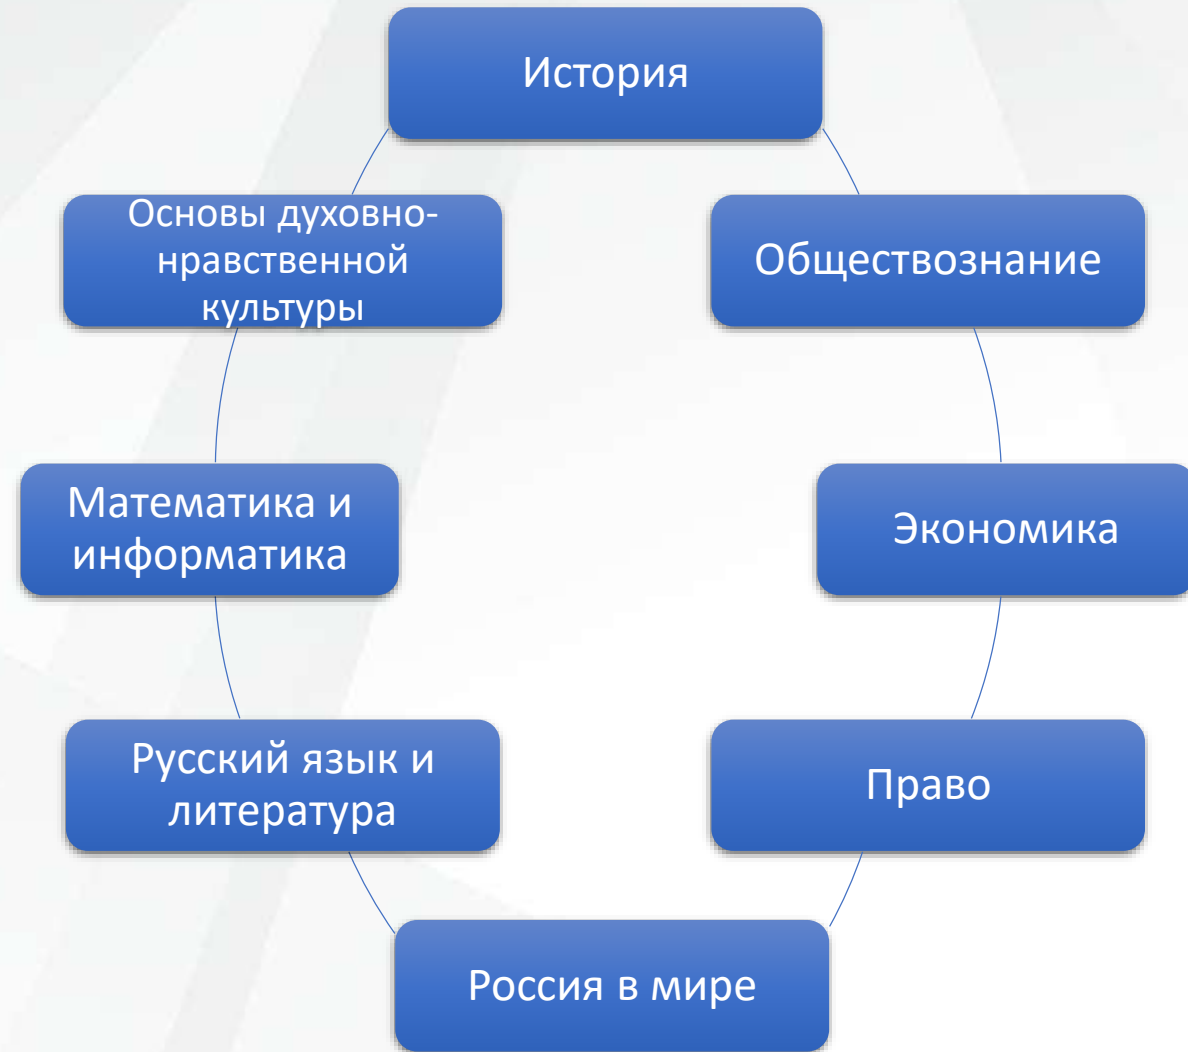 История
Основы духовно-
нравственной
культуры
Обществознание
Математика и
информатика
Экономика
Русский язык и
литература
Право
Россия в мире